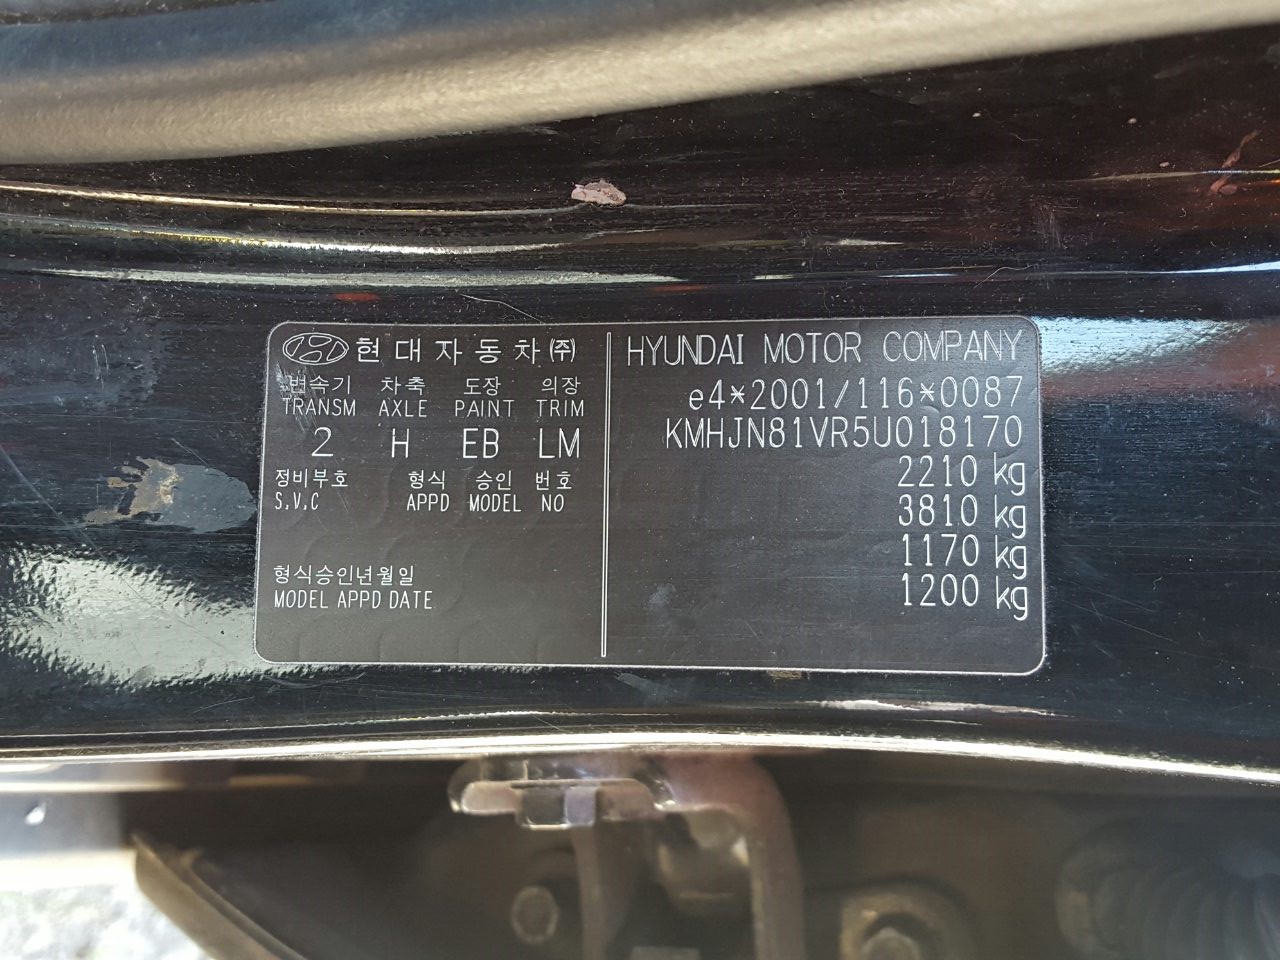 현대자동차㈜
변속기 차축 도장 의장
TRANSM AXLE PAINT TRIM
2 H EB LM
정비부호 형식 승인 번호
S.V.C APPD MODEL NO
형식승인년월일
MODEL APPD DATE
HYUNDAI MOTOR COMPANY
e4*2001/116*0087
KMHJN81VR5U018170
2210 kg
3810 kg
1170 kg
1200 kg